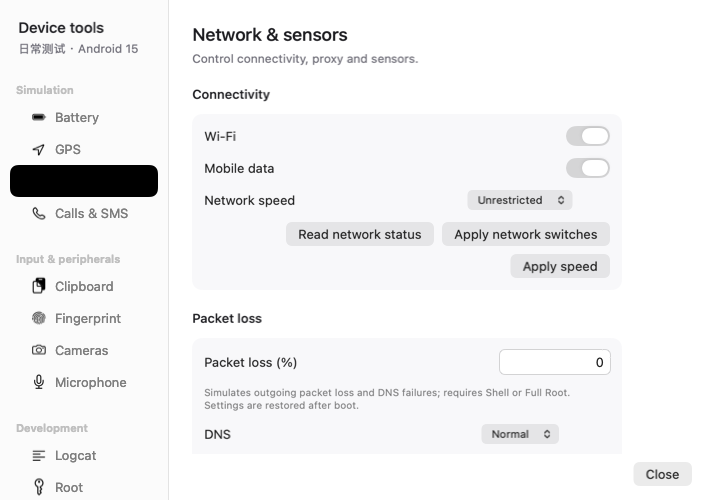 Device tools
日常测试 · Android 15
Simulation
Battery
GPS
Calls & SMS
Input & peripherals
Clipboard
Fingerprint
Cameras
Microphone
Development
Logcat
Root
Network & sensors
Control connectivity, proxy and sensors.
Connectivity
Wi-Fi
Mobile data
Network speed
Unrestricted
Read network status
Apply network switches
Apply speed
Packet loss
Packet loss (%)
0
Simulates outgoing packet loss and DNS failures; requires Shell or Full Root.
Settings are restored after boot.
DNS
Normal
Close